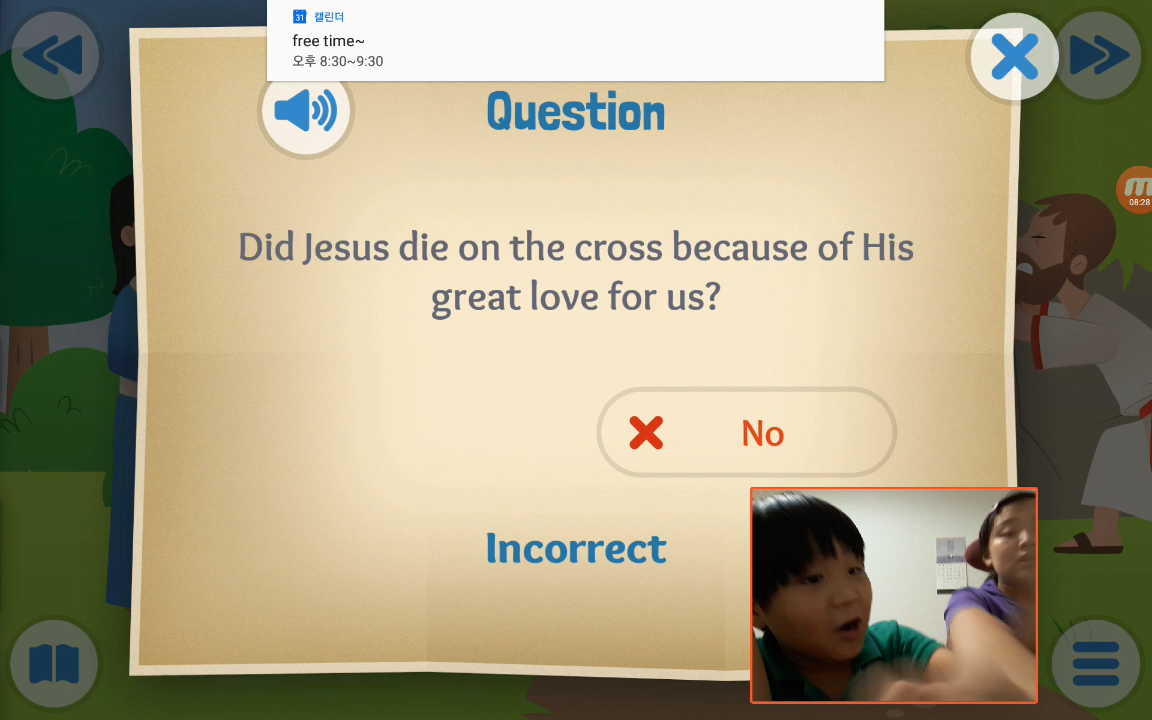 31 캘린더
free time~
오후 8:30~9:30
Question
08:28
Did Jesus die on the cross because of His
great love for us?
No
Incorrect